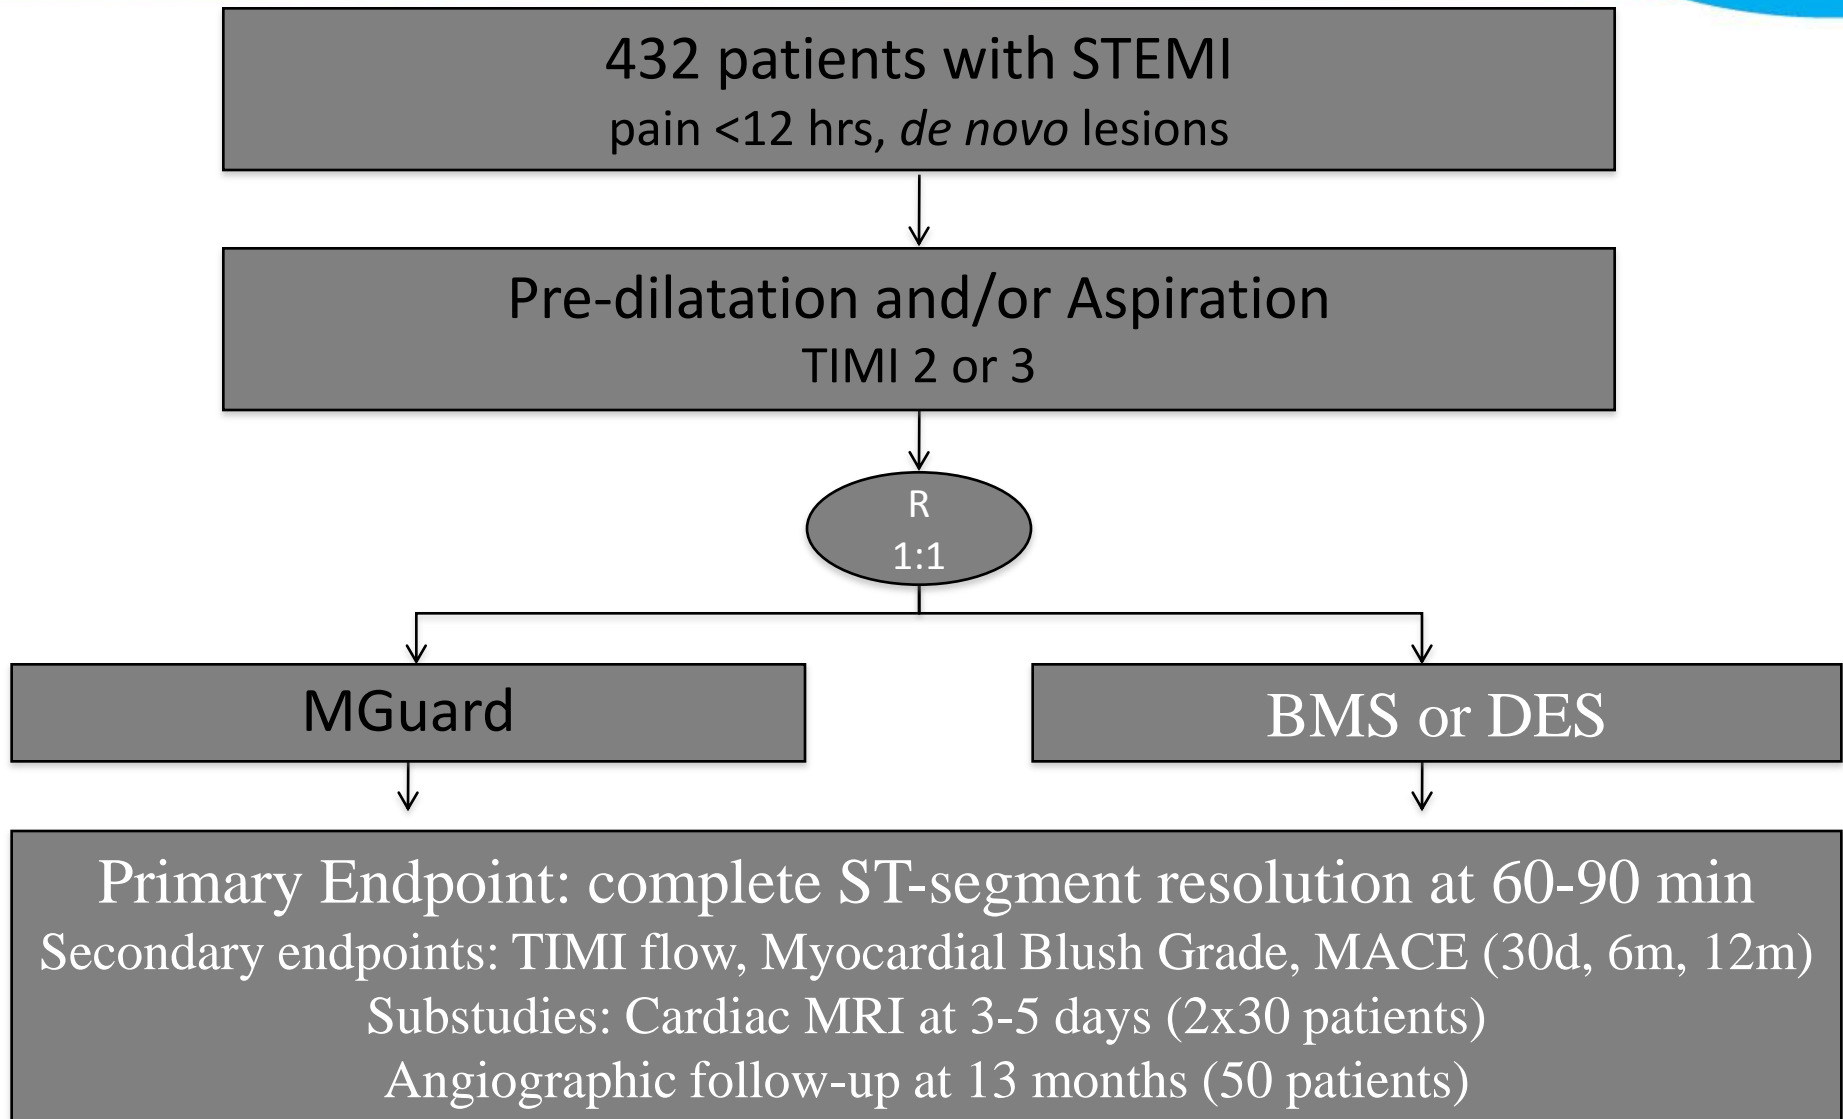 432 patients with STEMI
pain <12 hrs, de novo lesions
Pre-dilatation and/or Aspiration
TIMI 2 or 3
R
1:1
MGuard
BMS or DES
Primary Endpoint: complete ST-segment resolution at 60-90 min
Secondary endpoints: TIMI flow, Myocardial Blush Grade, MACE (30d, 6m, 12m)
Substudies: Cardiac MRI at 3-5 days (2x30 patients)
Angiographic follow-up at 13 months (50 patients)